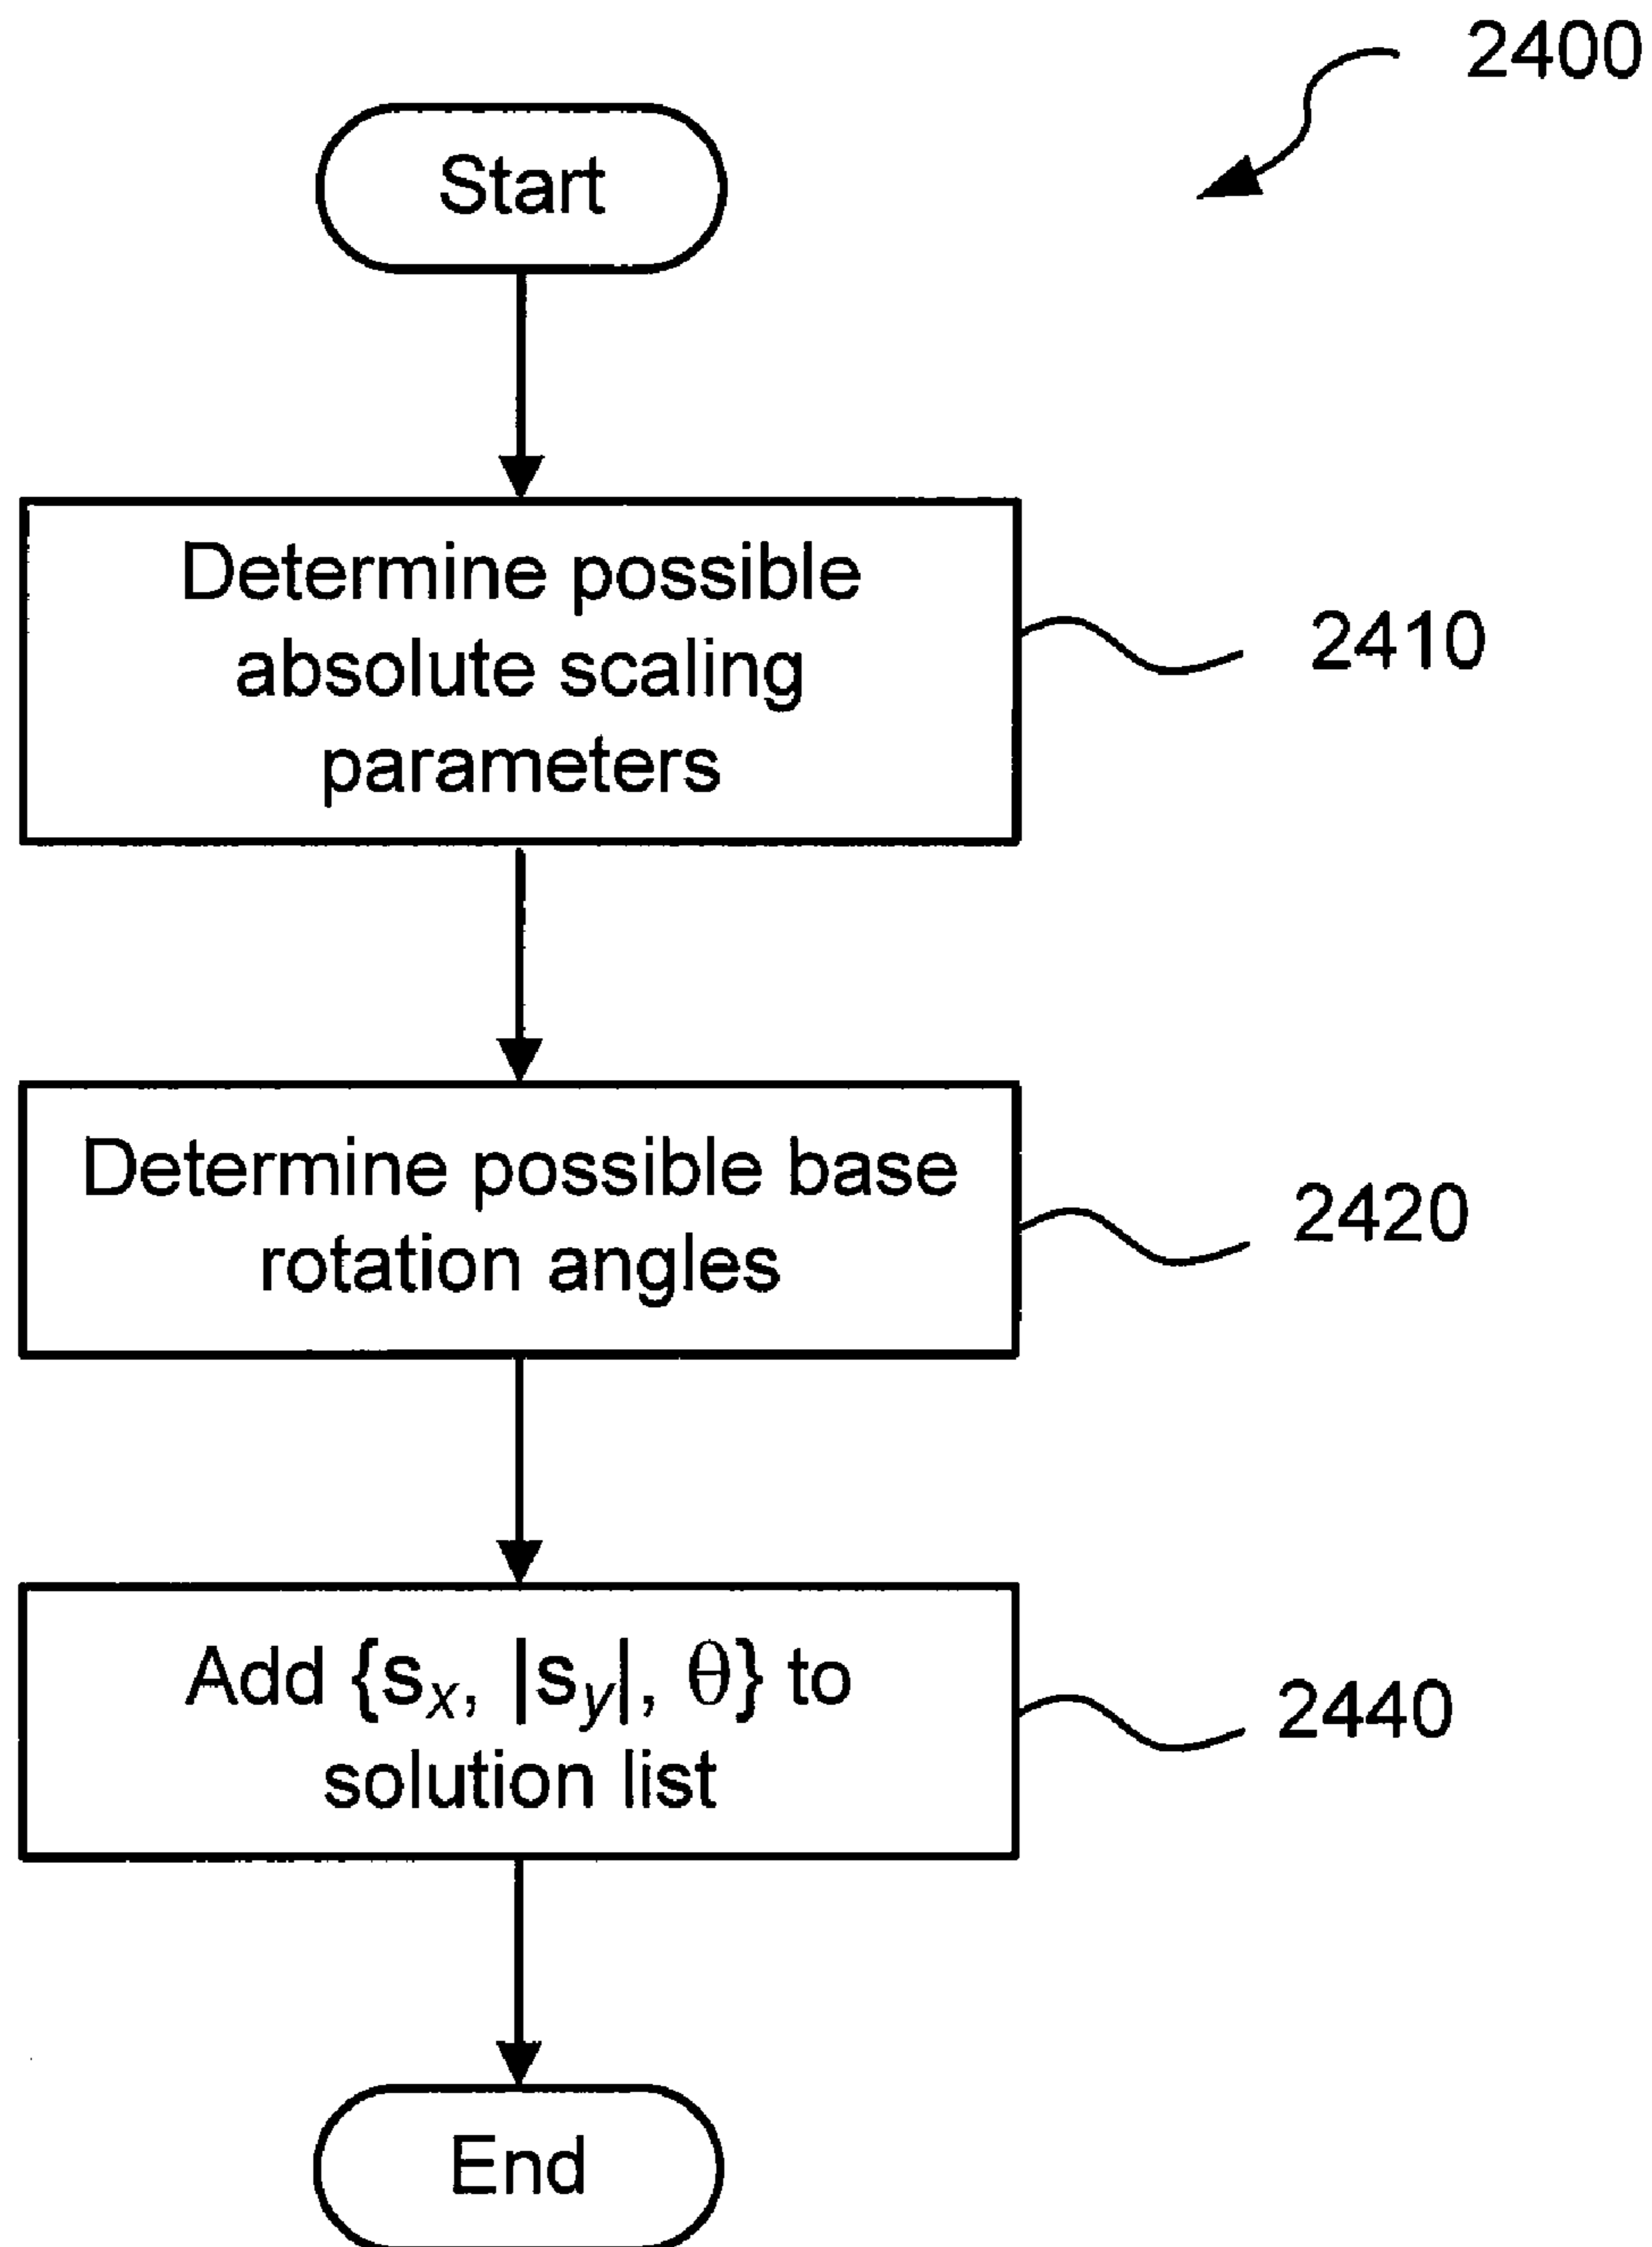 2400
Start
Determine possible
absolute scaling
parameters
2410
Determine possible base
rotation angles
2420
Add {sx, |sy|, θ} to
solution list
2440
End